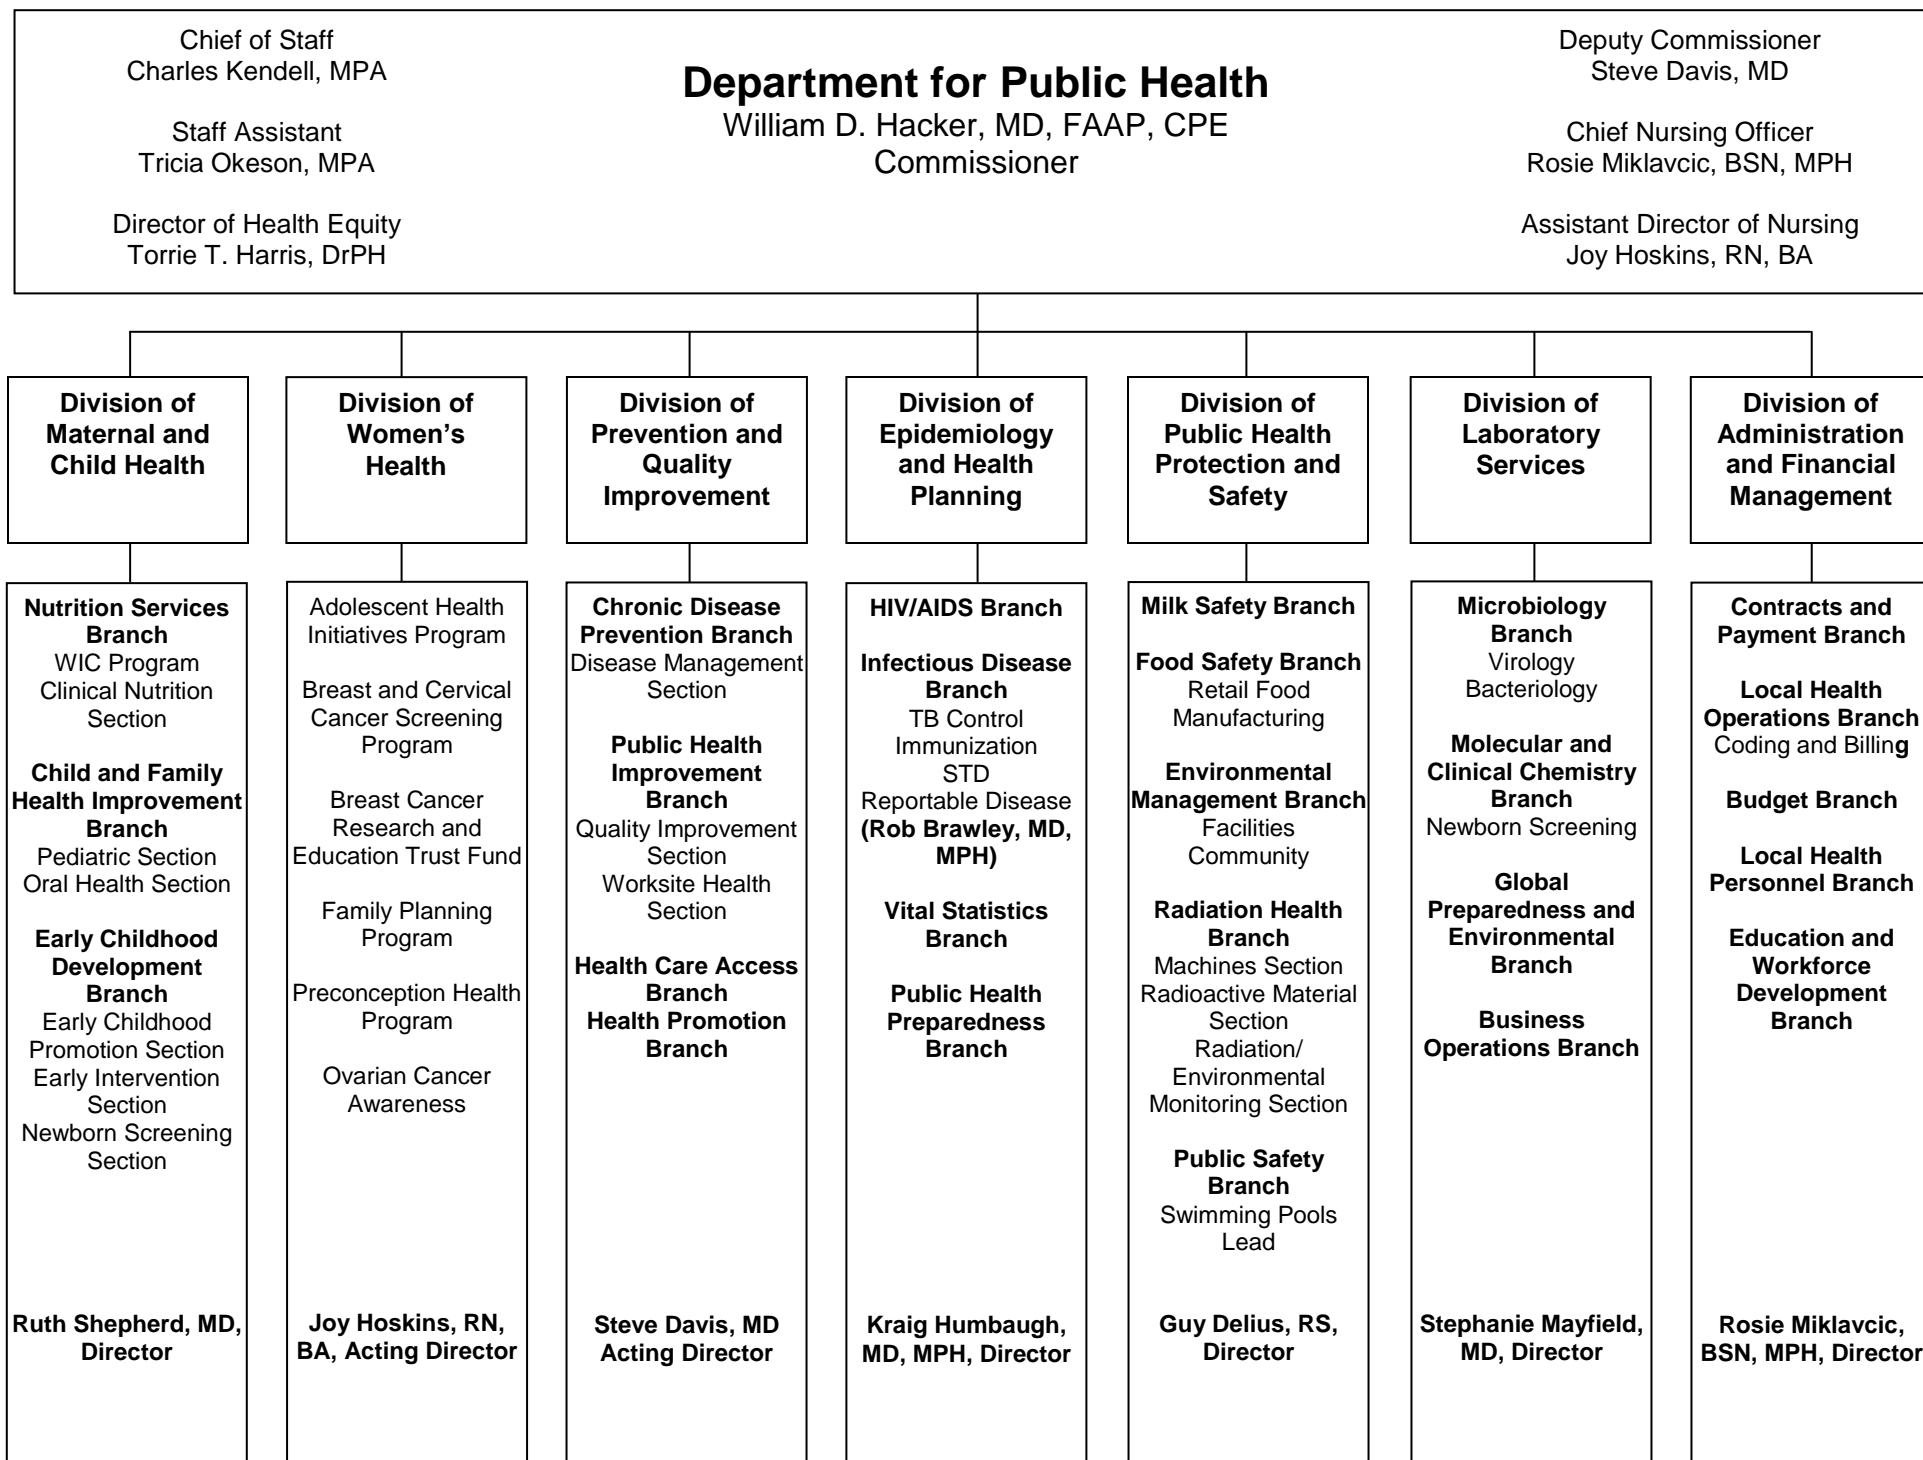 Chief of Staff
Charles Kendell, MPA
Staff Assistant
Tricia Okeson, MPA
Director of Health Equity
Torrie T. Harris, DrPH
Department for Public Health
William D. Hacker, MD, FAAP, CPE
Commissioner
Deputy Commissioner
Steve Davis, MD
Chief Nursing Officer
Rosie Miklavcic, BSN, MPH
Assistant Director of Nursing
Joy Hoskins, RN, BA
Division of
Maternal and
Child Health
Division of
Women’s
Health
Division of
Prevention and
Quality
Improvement
Division of
Epidemiology
and Health
Planning
Division of
Public Health
Protection and
Safety
Division of
Laboratory
Services
Division of
Administration
and Financial
Management
Nutrition Services
Branch
WIC Program
Clinical Nutrition
Section
Child and Family
Health Improvement
Branch
Pediatric Section
Oral Health Section
Early Childhood
Development
Branch
Early Childhood
Promotion Section
Early Intervention
Section
Newborn Screening
Section
Ruth Shepherd, MD,
Director
Adolescent Health
Initiatives Program
Breast and Cervical
Cancer Screening
Program
Breast Cancer
Research and
Education Trust Fund
Family Planning
Program
Preconception Health
Program
Ovarian Cancer
Awareness
Joy Hoskins, RN,
BA, Acting Director
Chronic Disease
Prevention Branch
Disease Management
Section
Public Health
Improvement
Branch
Quality Improvement
Section
Worksite Health
Section
Health Care Access
Branch
Health Promotion
Branch
Steve Davis, MD
Acting Director
HIV/AIDS Branch
Infectious Disease
Branch
TB Control
Immunization
STD
Reportable Disease
(Rob Brawley, MD,
MPH)
Vital Statistics
Branch
Public Health
Preparedness
Branch
Kraig Humbaugh,
MD, MPH, Director
Milk Safety Branch
Food Safety Branch
Retail Food
Manufacturing
Environmental
Management Branch
Facilities
Community
Radiation Health
Branch
Machines Section
Radioactive Material
Section
Radiation/
Environmental
Monitoring Section
Public Safety
Branch
Swimming Pools
Lead
Guy Delius, RS,
Director
Microbiology
Branch
Virology
Bacteriology
Molecular and
Clinical Chemistry
Branch
Newborn Screening
Global
Preparedness and
Environmental
Branch
Business
Operations Branch
Stephanie Mayfield,
MD, Director
Contracts and
Payment Branch
Local Health
Operations Branch
Coding and Billing
Budget Branch
Local Health
Personnel Branch
Education and
Workforce
Development
Branch
Rosie Miklavcic,
BSN, MPH, Director